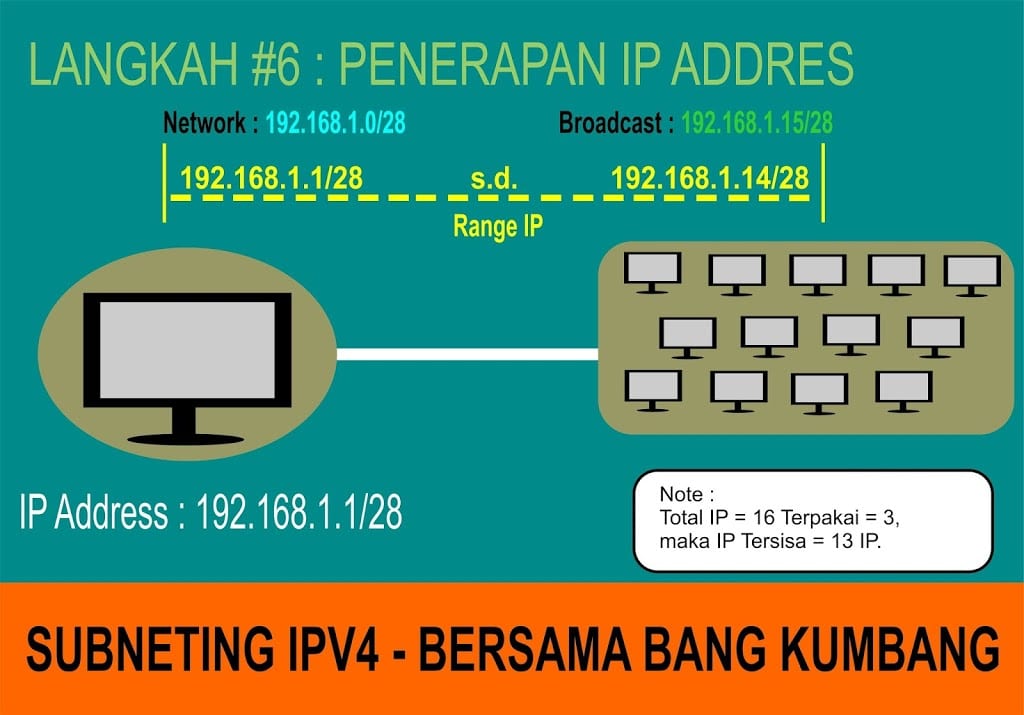 LANGKAH #6 : PENERAPAN IP ADDRES
Network : 192.168.1.0/28
Broadcast : 192.168.1.15/28
192.168.1.1/28 s.d. 192.168.1.14/28
Range IP
IP Address : 192.168.1.1/28
Note :
Total IP = 16 Terpakai = 3,
maka IP Tersisa = 13 IP.
SUBNETING IPV4 - BERSAMA BANG KUMBANG